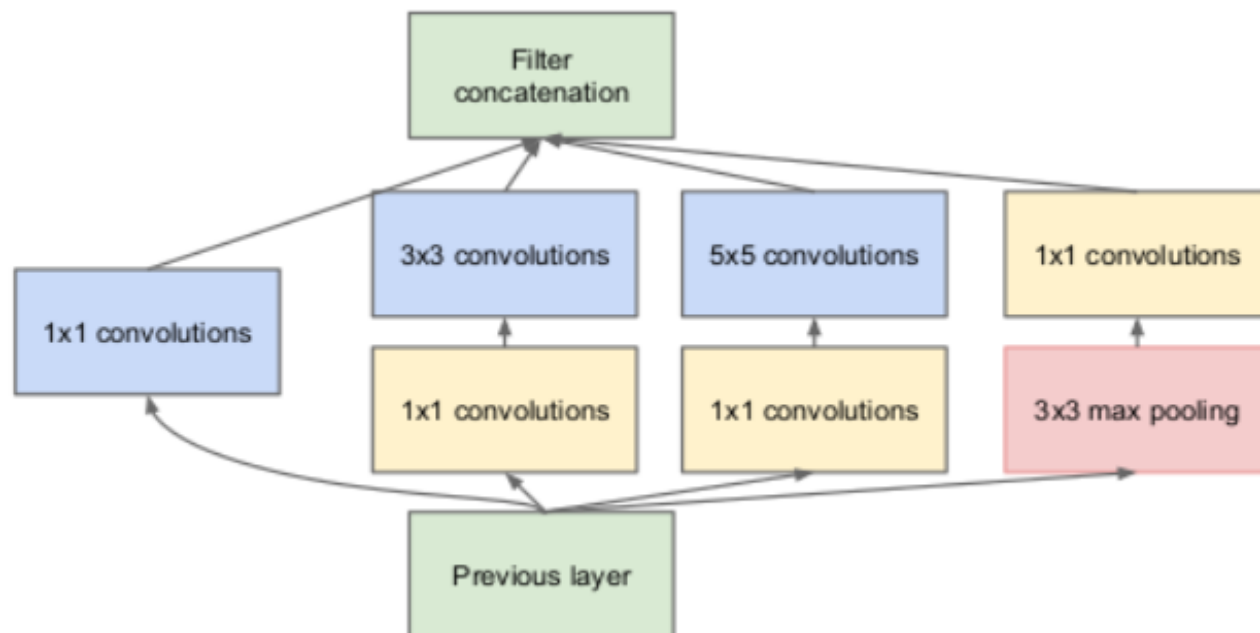 Filter
concatenation
3x3 convolutions
5x5 convolutions
1x1 convolutions
1x1 convolutions
1x1 convolutions
1x1 convolutions
3x3 max pooling
Previous layer